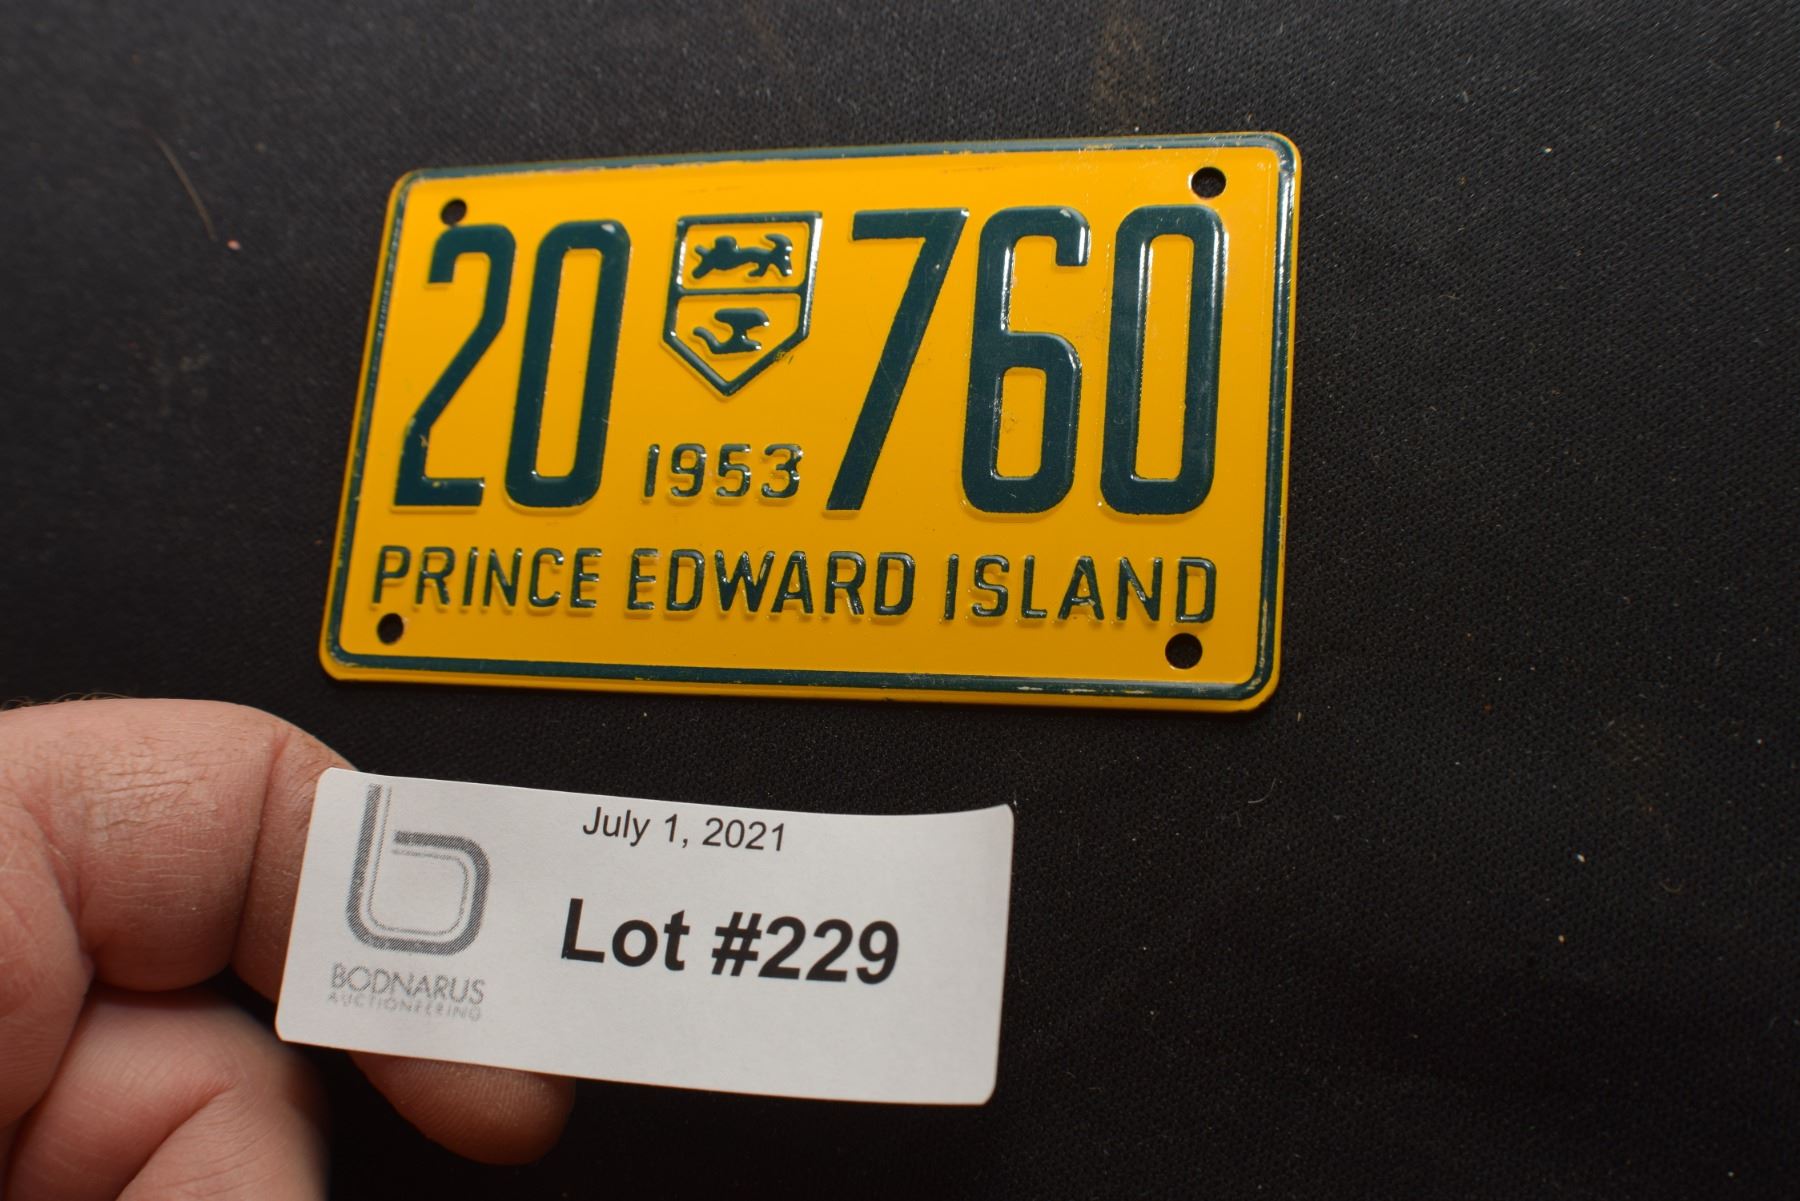 20 760
1953
PRINCE EDWARD ISLAND
July 1, 2021
Lot #229
BODNARUS
AUCTIONEERING